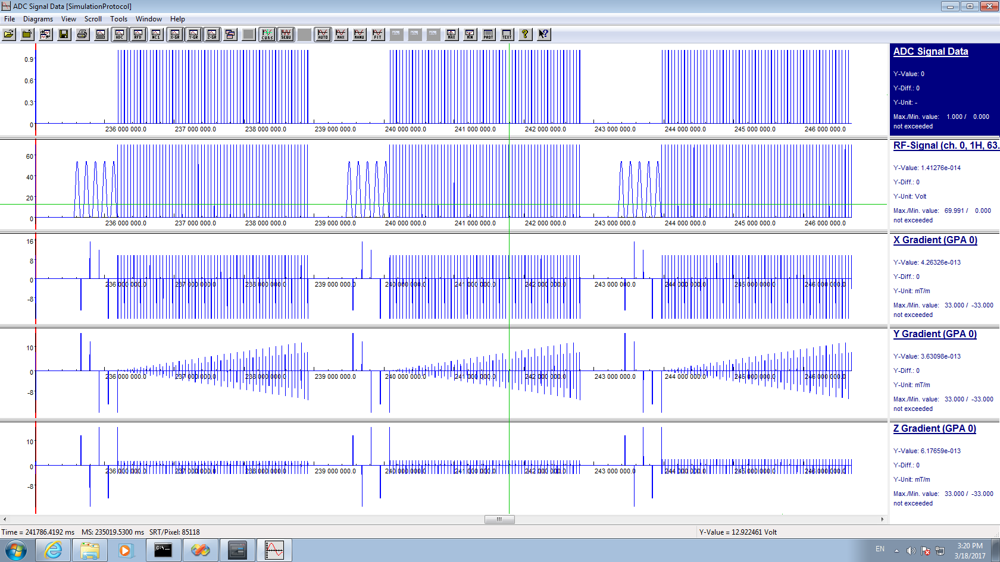 ADC Signal Data [SimulationProtocol]
File Diagrams View Scroll Tools Window Help
ADC RFD NC1 X-GR Y-GR Z-GR CURS SEQU AUTO MAX MANU FIT MAX MIN PROT TEXT ? ?
0.9
0.6
0.3
0
236 000 000.0 237 000 000.0 238 000 000.0 239 000 000.0 240 000 000.0 241 000 000.0 242 000 000.0 243 000 000.0 244 000 000.0 245 000 000.0 246 000 000.0
ADC Signal Data
Y-Value: 0
Y-Diff.: 0
Y-Unit: -
Max./Min. value: 1.000 / 0.000
not exceeded
60
40
20
0
236 000 000.0 237 000 000.0 238 000 000.0 239 000 000.0 240 000 000.0 241 000 000.0 242 000 000.0 243 000 000.0 244 000 000.0 245 000 000.0 246 000 000.0
RF-Signal (ch. 0, 1H, 63.
Y-Value: 1.41276e-014
Y-Diff.: 0
Y-Unit: Volt
Max./Min. value: 69.991 / 0.000
not exceeded
16
8
0
-8
236 000 000.0 237 000 000.0 238 000 000.0 239 000 000.0 240 000 000.0 241 000 000.0 242 000 000.0 243 000 000.0 244 000 000.0 245 000 000.0 246 000 000.0
X Gradient (GPA 0)
Y-Value: 4.26326e-013
Y-Diff.: 0
Y-Unit: mT/m
Max./Min. value: 33.000 / -33.000
not exceeded
10
0
-8
236 000 000.0 237 000 000.0 238 000 000.0 239 000 000.0 240 000 000.0 241 000 000.0 242 000 000.0 243 000 000.0 244 000 000.0 245 000 000.0 246 000 000.0
Y Gradient (GPA 0)
Y-Value: 3.63098e-013
Y-Diff.: 0
Y-Unit: mT/m
Max./Min. value: 33.000 / -33.000
not exceeded
10
0
-8
236 000 000.0 237 000 000.0 238 000 000.0 239 000 000.0 240 000 000.0 241 000 000.0 242 000 000.0 243 000 000.0 244 000 000.0 245 000 000.0 246 000 000.0
Z Gradient (GPA 0)
Y-Value: 6.17659e-013
Y-Diff.: 0
Y-Unit: mT/m
Max./Min. value: 33.000 / -33.000
not exceeded
Time = 241786.4192 ms MS: 235019.5300 ms SRT/Pixel: 85118 Y-Value = 12.922461 Volt
C:\_
EN
3:20 PM
3/18/2017